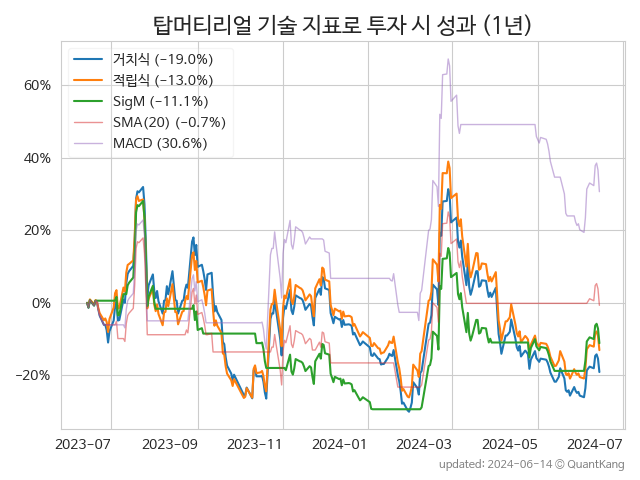 탑머티리얼 기술 지표로 투자 시 성과 (1년)
거치식 (−19.0%)
적립식 (−13.0%)
SigM (−11.1%)
SMA(20) (−0.7%)
MACD (30.6%)
60%
40%
20%
0%
−20%
2023-07 2023-09 2023-11 2024-01 2024-03 2024-05 2024-07
updated: 2024-06-14 © QuantKang